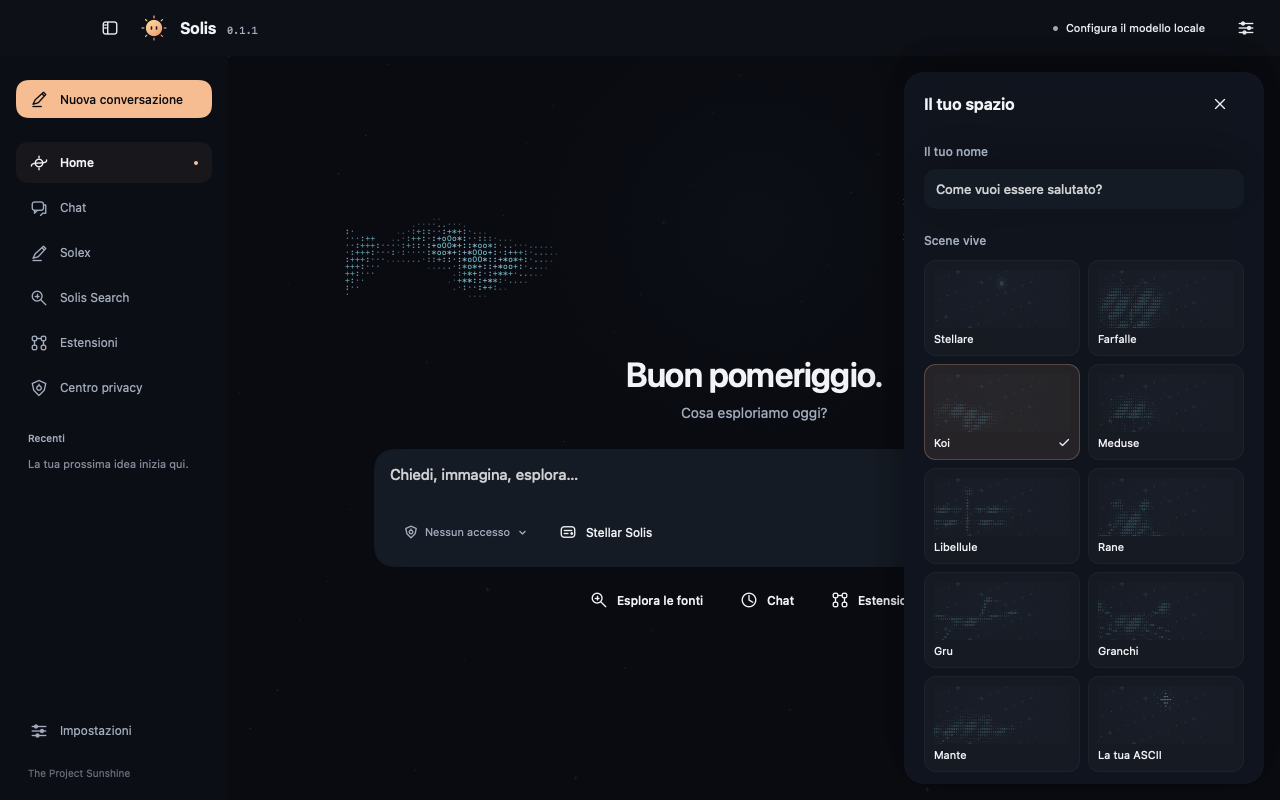 Solis 0.1.1
Configura il modello locale
Nuova conversazione
Home
Chat
Solex
Solis Search
Estensioni
Centro privacy
Recenti
La tua prossima idea inizia qui.
Impostazioni
The Project Sunshine
Buon pomeriggio.
Cosa esploriamo oggi?
Chiedi, immagina, esplora...
Nessun accesso
Stellar Solis
Esplora le fonti
Chat
Estensio
Il tuo spazio
Il tuo nome
Come vuoi essere salutato?
Scene vive
Stellare
Farfalle
Koi
Meduse
Libellule
Rane
Gru
Granchi
Mante
La tua ASCII